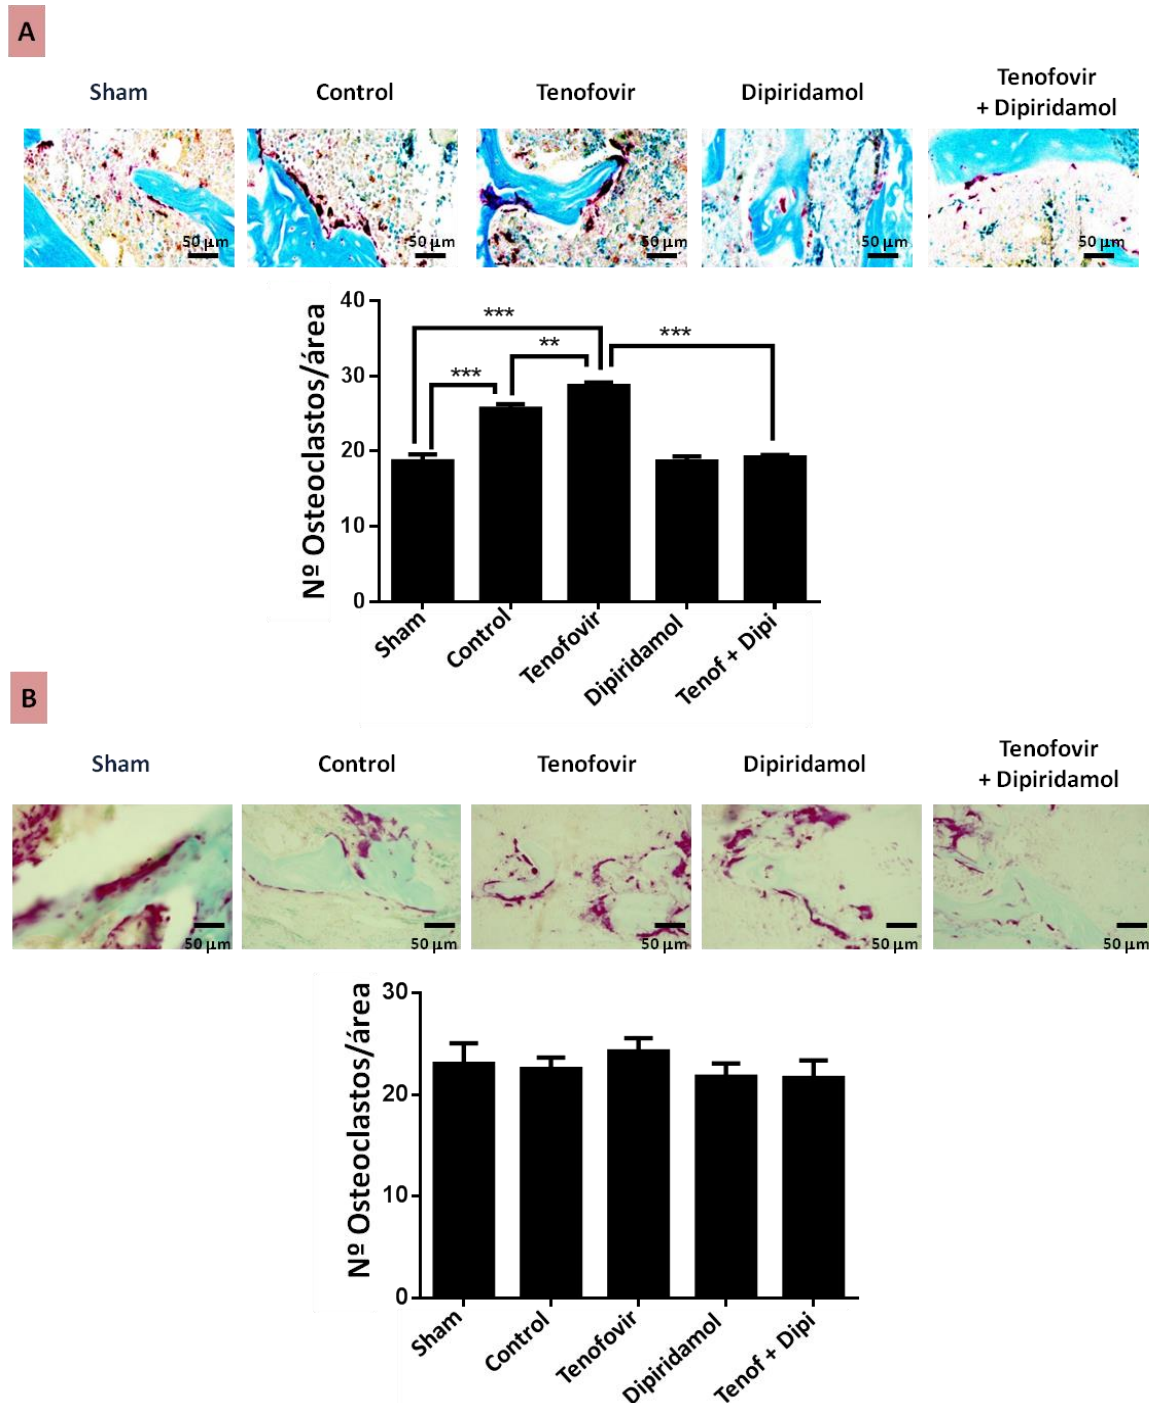 A
Sham
Control
Tenofovir
Dipiridamol
Tenofovir
+ Dipiridamol
50 µm
50 µm
50 µm
50 µm
50 µm
Nº Osteoclastos/área
40
30
20
10
0
***
***
**
***
Sham
Control
Tenofovir
Dipiridamol
Tenof + Dipi
B
Sham
Control
Tenofovir
Dipiridamol
Tenofovir
+ Dipiridamol
50 µm
50 µm
50 µm
50 µm
50 µm
Nº Osteoclastos/área
30
20
10
0
Sham
Control
Tenofovir
Dipiridamol
Tenof + Dipi